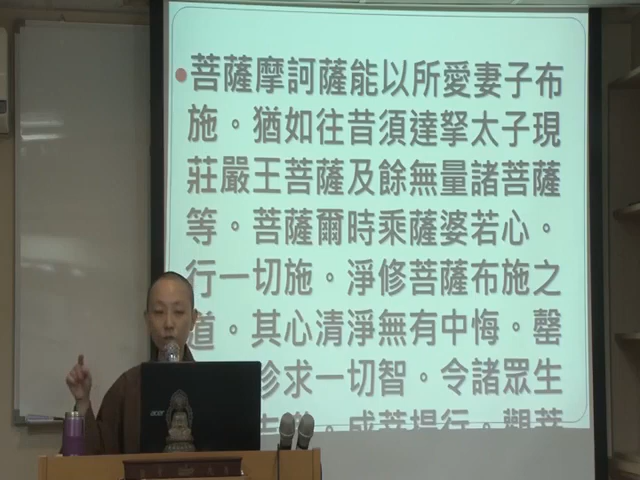 菩薩摩訶薩能以所愛妻子布
施。猶如往昔須達拏太子現
莊嚴王菩薩及餘無量諸菩薩
等。菩薩爾時乘薩婆若心。
行一切施。淨修菩薩布施之
道。其心清淨無有中悔。罄
珍求一切智。令諸眾生
成菩提行。觀菩
acer